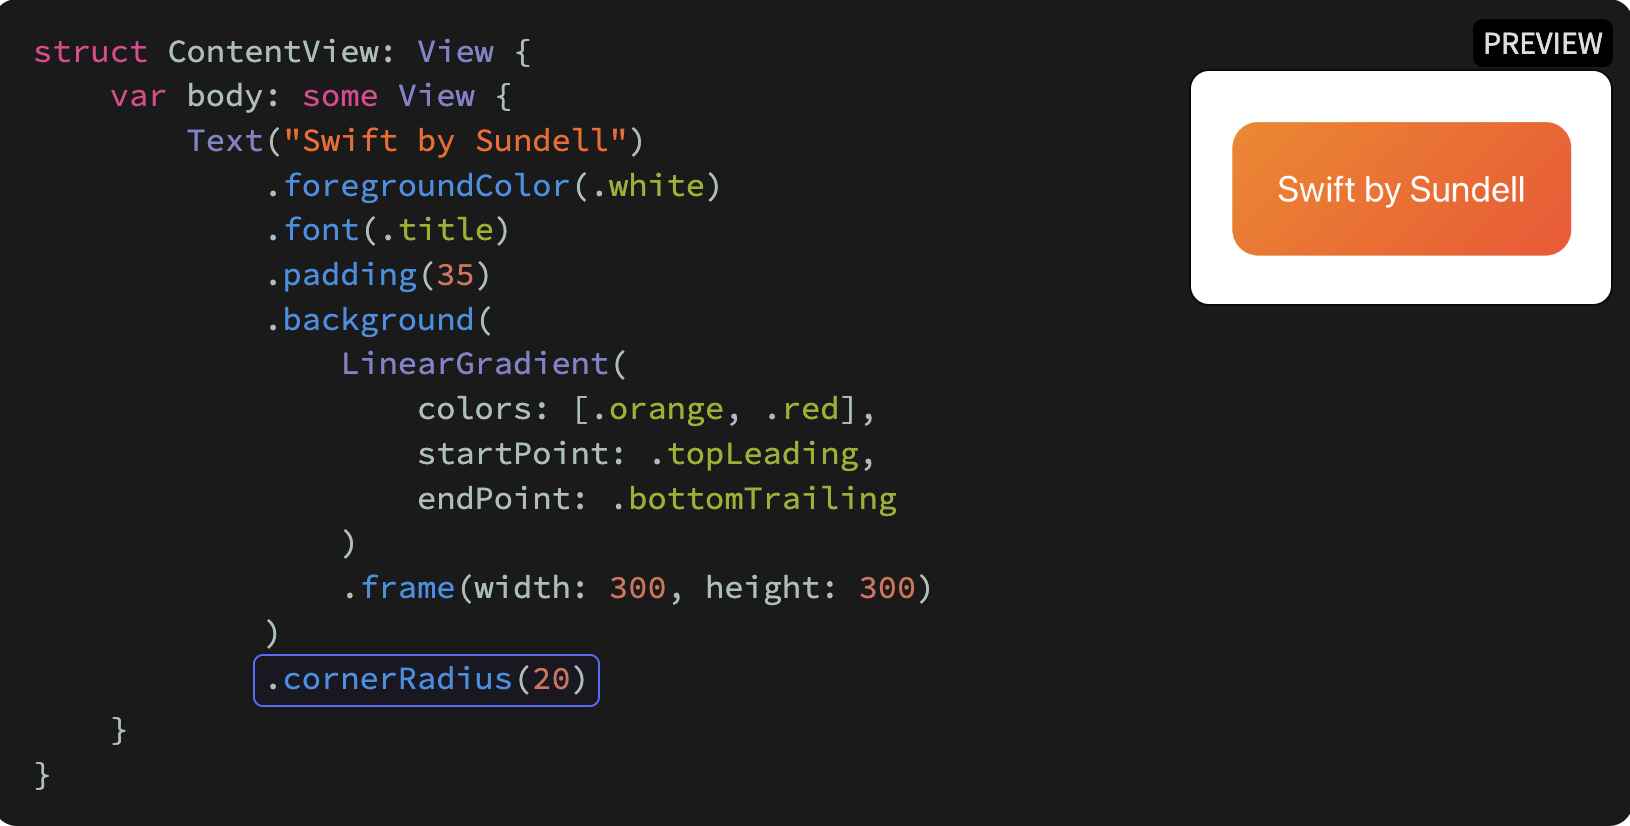 struct ContentView: View {
    var body: some View {
        Text("Swift by Sundell")
            .foregroundColor(.white)
            .font(.title)
            .padding(35)
            .background(
                LinearGradient(
                    colors: [.orange, .red],
                    startPoint: .topLeading,
                    endPoint: .bottomTrailing
                )
                .frame(width: 300, height: 300)
            )
            .cornerRadius(20)
    }
}
PREVIEW
Swift by Sundell